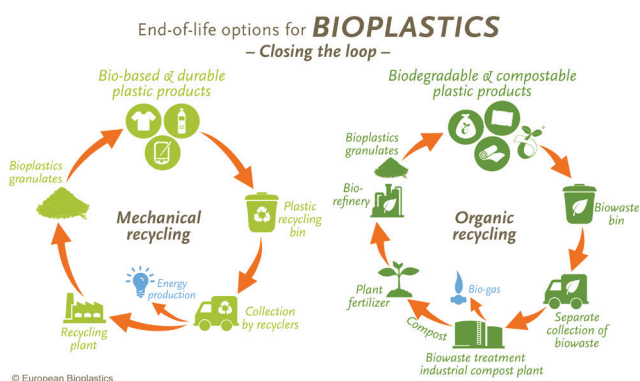 End-of-life options for BIOPLASTICS
– Closing the loop –
Bio-based & durable
plastic products
Bioplastics
granulates
Mechanical
recycling
Plastic
recycling
bin
Energy
production
Collection
by recyclers
Recycling
plant
Biodegradable & compostable
plastic products
Bioplastics
granulates
Bio-
refinery
Organic
recycling
Biowaste
bin
Plant
fertilizer
Bio-gas
Compost
Separate
collection of
biowaste
Biowaste treatment
industrial compost plant
© European Bioplastics